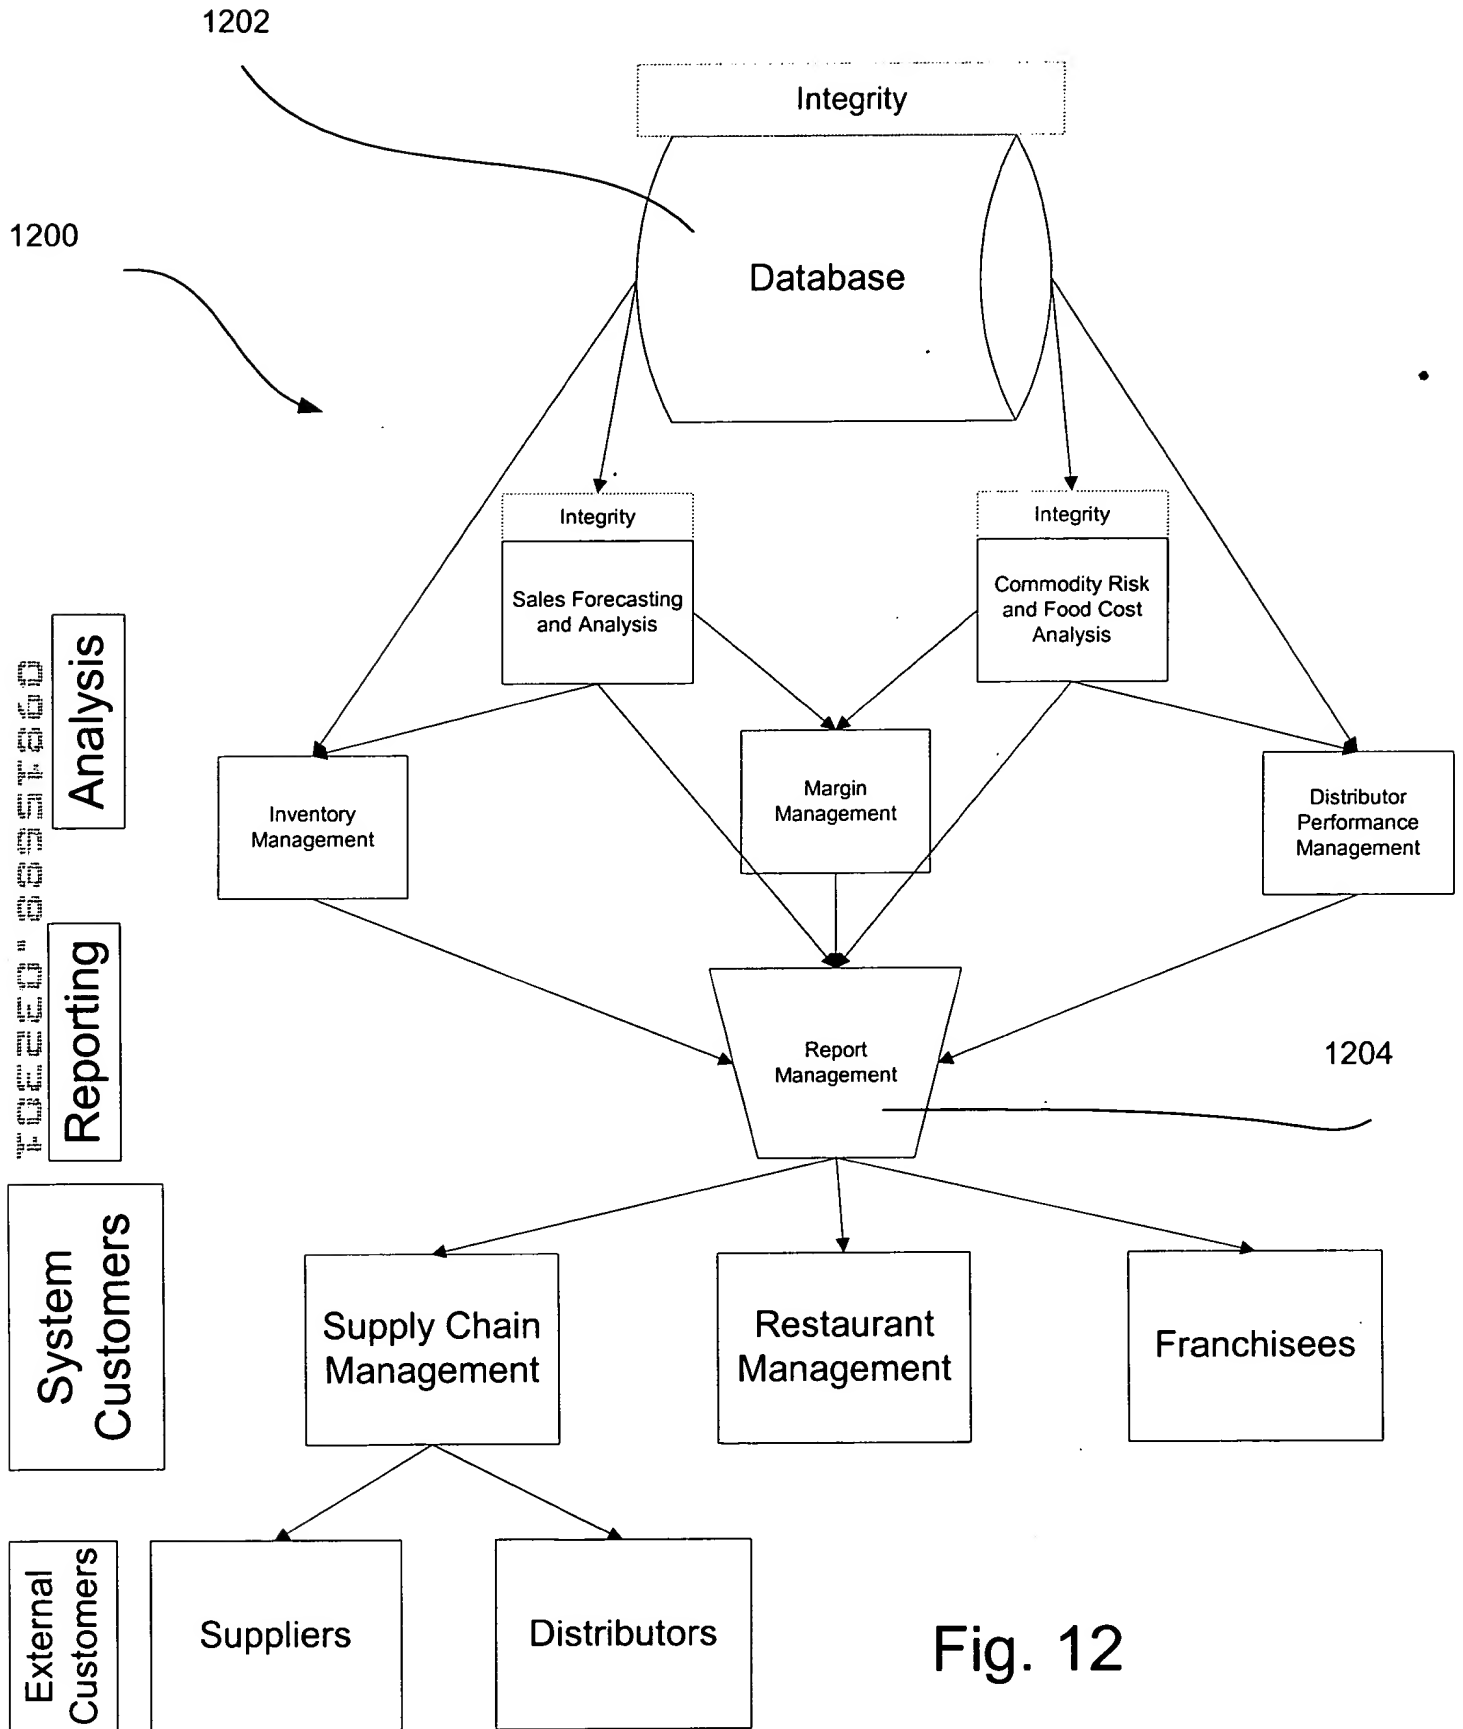 1202
Integrity
1200
Database
Integrity
Integrity
Sales Forecasting
and Analysis
Commodity Risk
and Food Cost
Analysis
Analysis
Inventory
Management
Margin
Management
Distributor
Performance
Management
Reporting
Report
Management
1204
System
Customers
Supply Chain
Management
Restaurant
Management
Franchisees
External
Customers
Suppliers
Distributors
Fig. 12